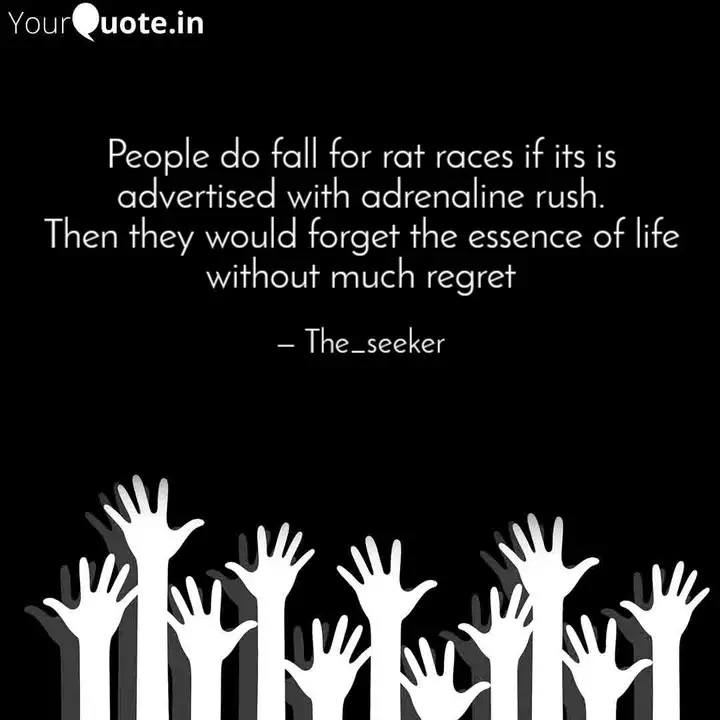 YourQuote.in
People do fall for rat races if its is
advertised with adrenaline rush.
Then they would forget the essence of life
without much regret
– The_seeker